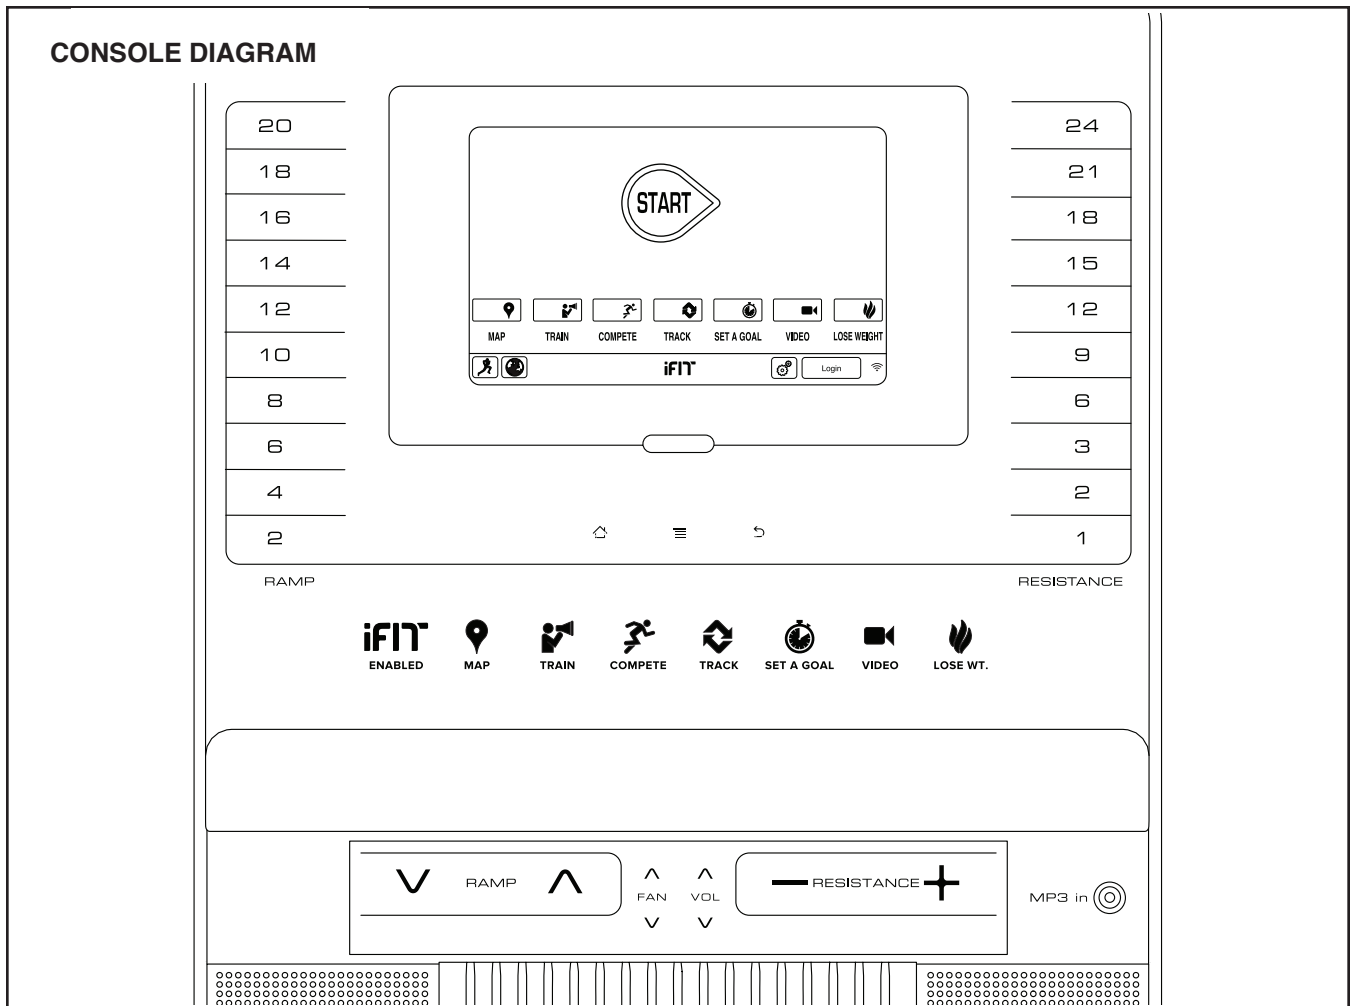 CONSOLE DIAGRAM
20
18
16
14
12
10
8
6
4
2
RAMP
START
MAP TRAIN COMPETE TRACK SET A GOAL VIDEO LOSE WEIGHT
iFIT Login
24
21
18
15
12
9
6
3
2
1
RESISTANCE
iFIT
ENABLED MAP TRAIN COMPETE TRACK SET A GOAL VIDEO LOSE WT.
RAMP FAN VOL RESISTANCE MP3 in